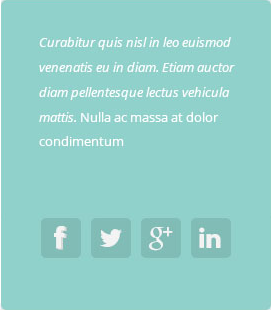 Curabitur quis nisl in leo euismod
venenatis eu in diam. Etiam auctor
diam pellentesque lectus vehicula
mattis. Nulla ac massa at dolor
condimentum
f
g+
in